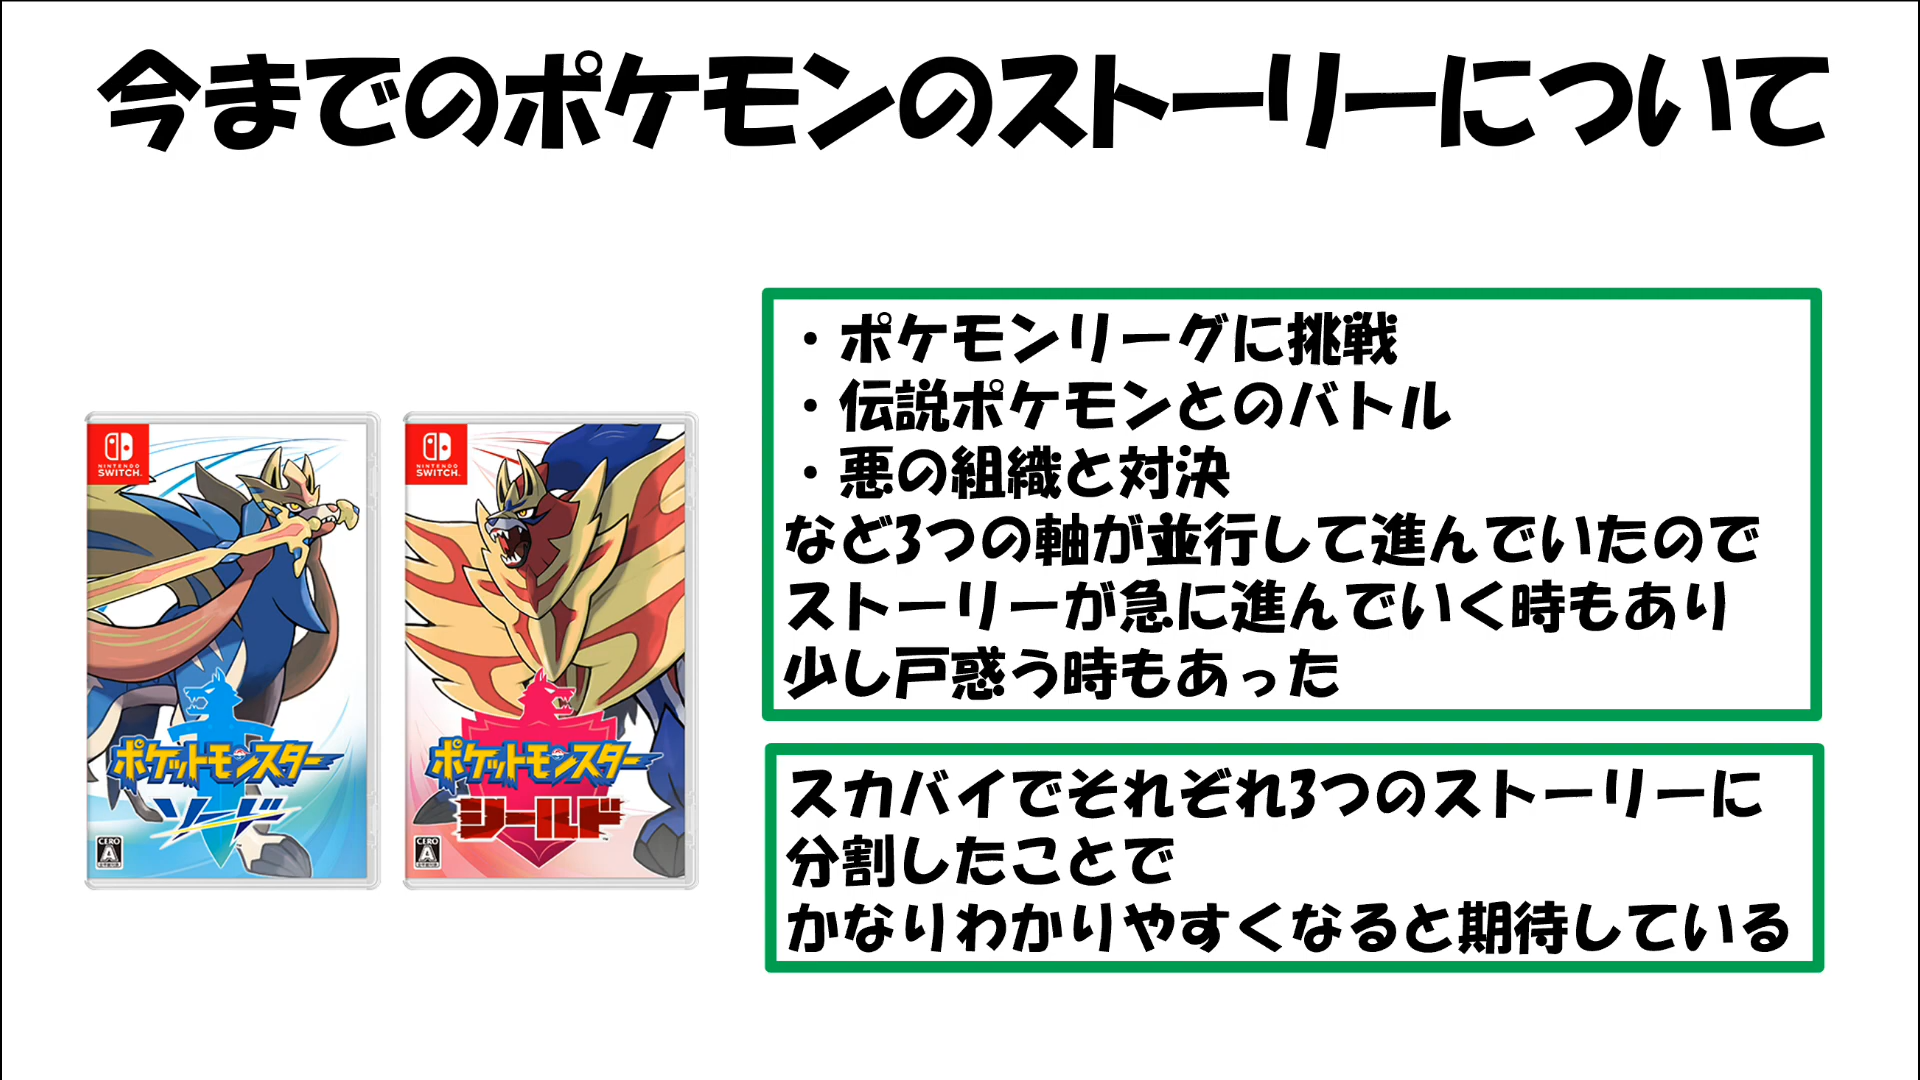 今までのポケモンのストーリーについて
・ポケモンリーグに挑戦
・伝説ポケモンとのバトル
・悪の組織と対決
など3つの軸が並行して進んでいたので
ストーリーが急に進んでいく時もあり
少し戸惑う時もあった
NINTENDO
SWITCH
ポケットモンスター
ソード
CERO
A
NINTENDO
SWITCH
ポケットモンスター
シールド
CERO
A
スカバイでそれぞれ3つのストーリーに
分割したことで
かなりわかりやすくなると期待している